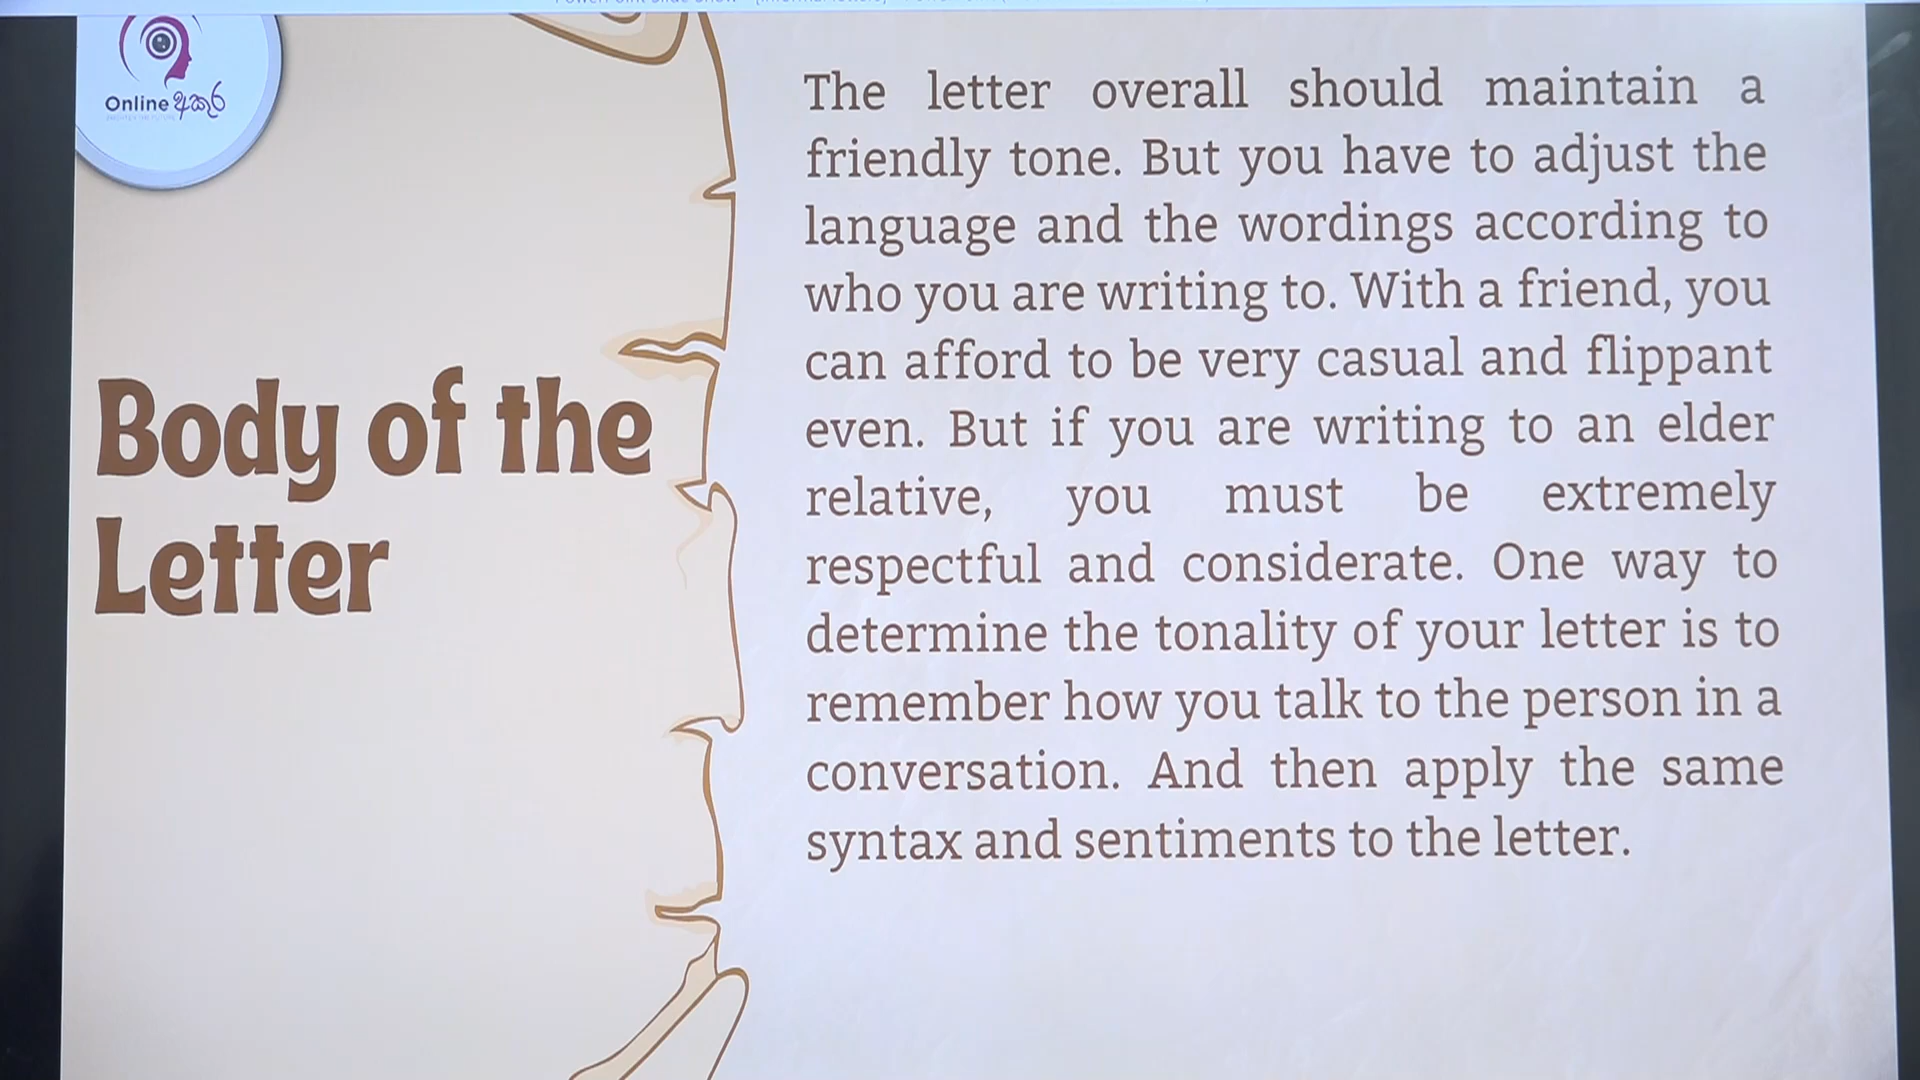 Online අකුර
Body of the
Letter
The letter overall should maintain a
friendly tone. But you have to adjust the
language and the wordings according to
who you are writing to. With a friend, you
can afford to be very casual and flippant
even. But if you are writing to an elder
relative, you must be extremely
respectful and considerate. One way to
determine the tonality of your letter is to
remember how you talk to the person in a
conversation. And then apply the same
syntax and sentiments to the letter.